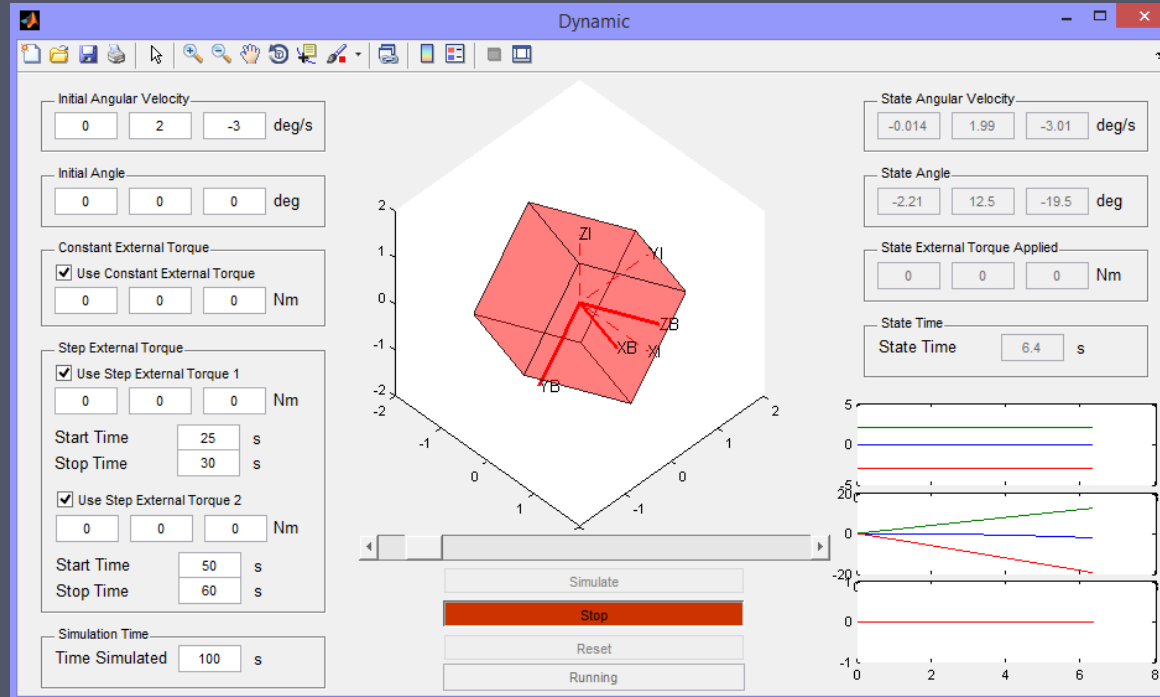 Dynamic
Initial Angular Velocity
0 2 -3 deg/s
Initial Angle
0 0 0 deg
Constant External Torque
Use Constant External Torque
0 0 0 Nm
Step External Torque
Use Step External Torque 1
0 0 0 Nm
Start Time 25 s
Stop Time 30 s
Use Step External Torque 2
0 0 0 Nm
Start Time 50 s
Stop Time 60 s
Simulation Time
Time Simulated 100 s
2
1
0
-1
-2
-2
-1
0
1
-1
0
1
2
ZI
YI
ZB
XB XI
YB
Simulate
Stop
Reset
Running
State Angular Velocity
-0.014 1.99 -3.01 deg/s
State Angle
-2.21 12.5 -19.5 deg
State External Torque Applied
0 0 0 Nm
State Time
State Time 6.4 s
5
0
-5
20
0
-20
1
0
-1
0 2 4 6 8